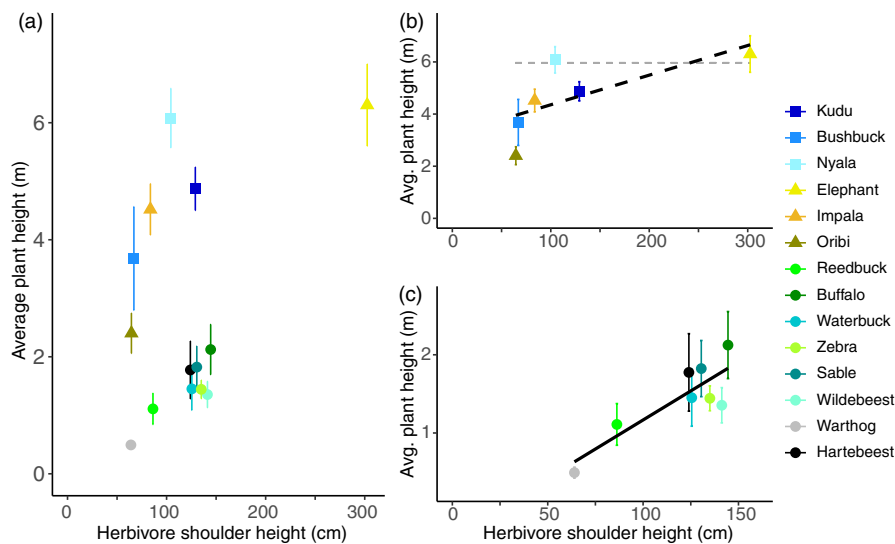 (a)
Average plant height (m)
6
4
2
0
0
100
200
300
Herbivore shoulder height (cm)
(b)
Avg. plant height (m)
6
4
2
0
0
100
200
300
(c)
Avg. plant height (m)
2
1
0
50
100
150
Herbivore shoulder height (cm)
Kudu
Bushbuck
Nyala
Elephant
Impala
Oribi
Reedbuck
Buffalo
Waterbuck
Zebra
Sable
Wildebeest
Warthog
Hartebeest